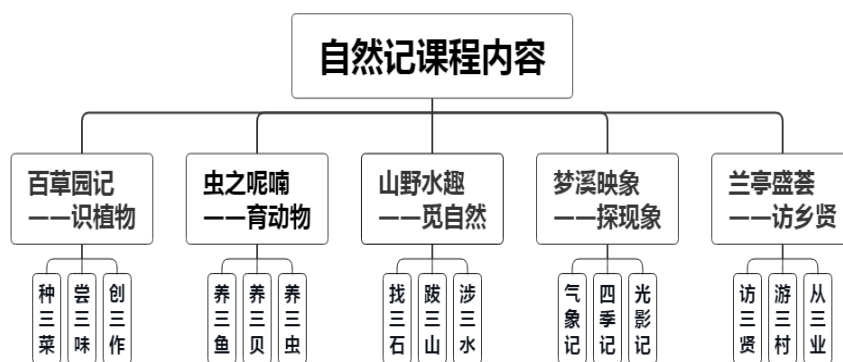 自然记课程内容
百草园记
——识植物
虫之呢喃
——育动物
山野水趣
——觅自然
梦溪映象
——探现象
兰亭盛荟
——访乡贤
种三菜
尝三味
创三作
养三鱼
养三贝
养三虫
找三石
跋三山
涉三水
气象记
四季记
光影记
访三贤
游三村
从三业